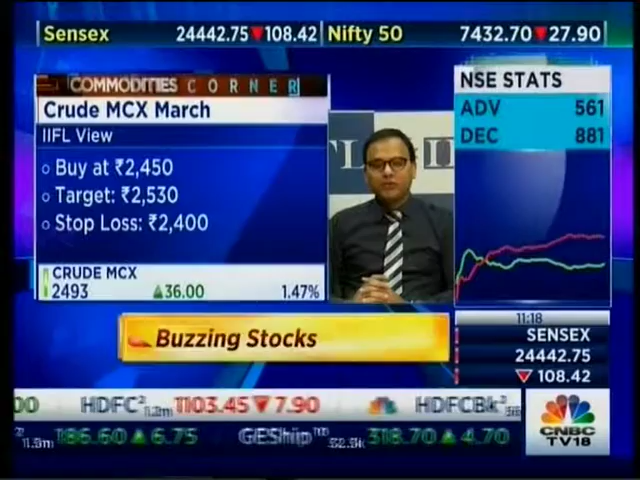 Sensex 24442.75 ▼108.42 Nifty 50 7432.70 ▼27.90
COMMODITIES CORNER
Crude MCX March
IIFL View
Buy at ₹2,450
Target: ₹2,530
Stop Loss: ₹2,400
CRUDE MCX
2493 ▲36.00 1.47%
NSE STATS
ADV 561
DEC 881
Buzzing Stocks
11:18
SENSEX
24442.75
▼ 108.42
00 HDFC 1.2m 1103.45 ▼ 7.90 HDFCBk
186.60 ▲ 6.75 GEShip 318.70 ▲ 4.70
CNBC
TV18